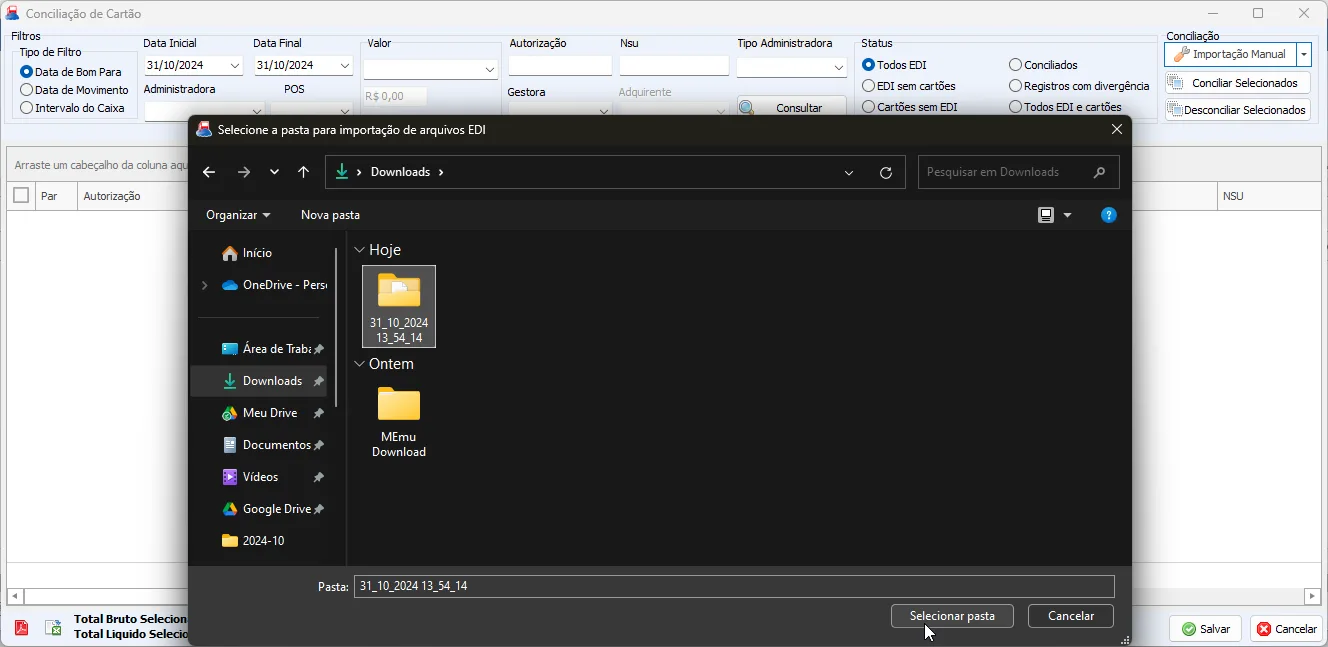 Conciliação de Cartão
Filtros
Tipo de Filtro
Data de Bom Para
Data de Movimento
Intervalo do Caixa
Data Inicial
31/10/2024
Data Final
31/10/2024
Administradora
POS
Valor
R$ 0,00
Autorização
Nsu
Gestora
Adquirente
Tipo Administradora
Consultar
Status
Todos EDI
EDI sem cartões
Cartões sem EDI
Conciliados
Registros com divergência
Todos EDI e cartões
Conciliação
Importação Manual
Conciliar Selecionados
Desconciliar Selecionados
Arraste um cabeçalho da coluna aqu
Par
Autorização
NSU
Selecione a pasta para importação de arquivos EDI
Downloads
Pesquisar em Downloads
Organizar
Nova pasta
Início
OneDrive - Pers
Área de Traba
Downloads
Meu Drive
Documentos
Vídeos
Google Drive
2024-10
Hoje
31_10_2024
13_54_14
Ontem
MEmu
Download
Pasta: 31_10_2024 13_54_14
Selecionar pasta
Cancelar
Total Bruto Selecion
Total Liquido Selecio
Salvar
Cancelar